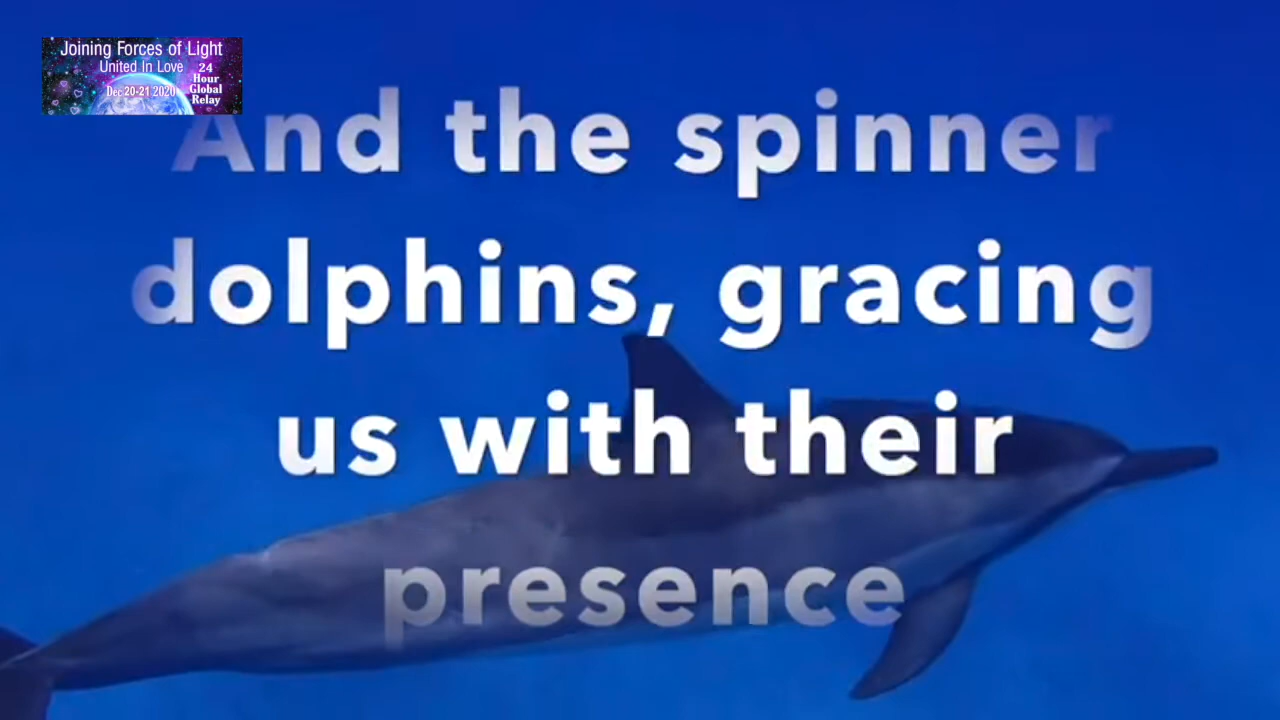 Joining Forces of Light
United In Love
24
Hour
Global
Relay
Dec 20-21 2020
And the spinner
dolphins, gracing
us with their
presence